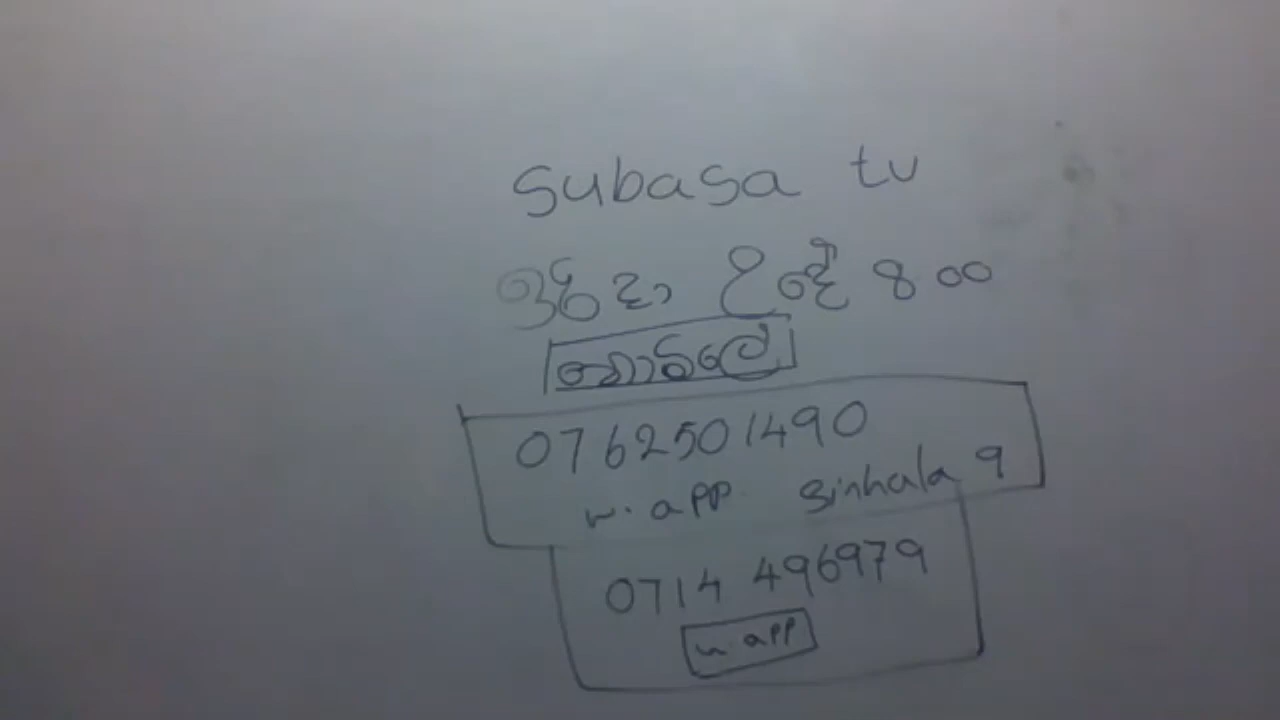 subasa tv
ඉරිදා උදේ 8 00
0762501490
w. app sinhala 9
0714 496979
w. app